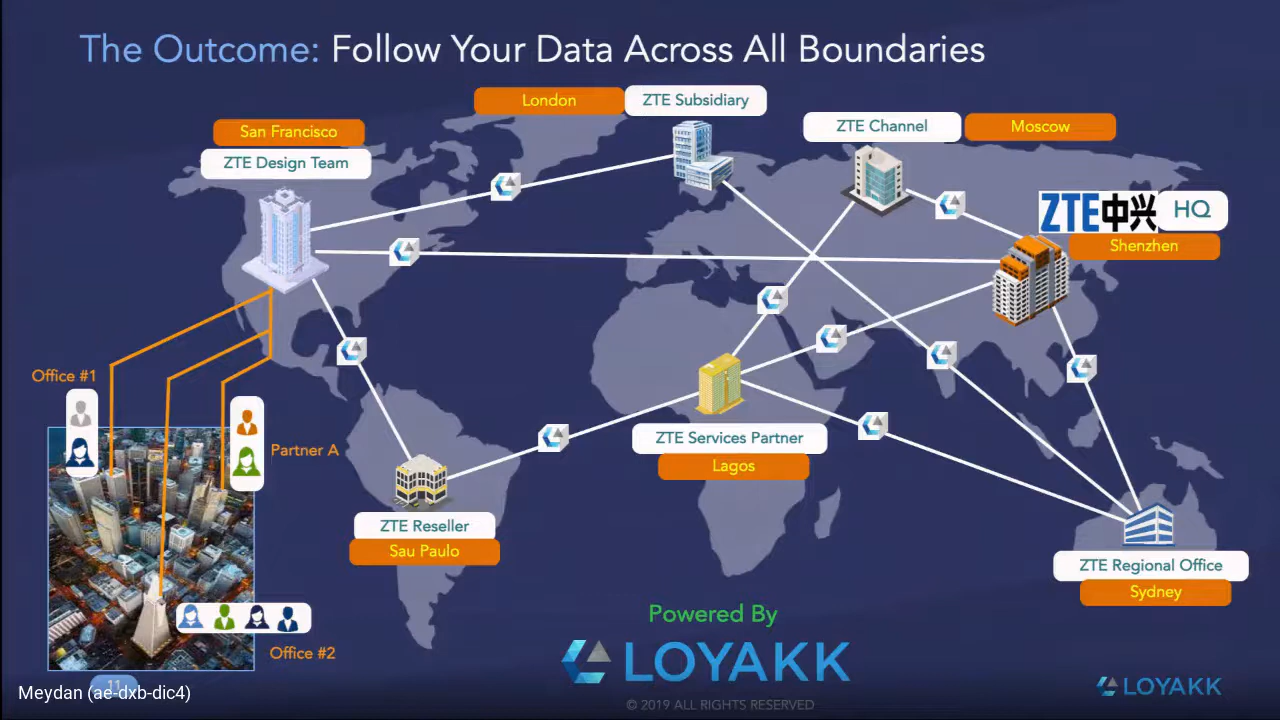 The Outcome: Follow Your Data Across All Boundaries
London
ZTE Subsidiary
San Francisco
ZTE Design Team
ZTE Channel
Moscow
ZTE中兴 HQ
Shenzhen
Office #1
Partner A
ZTE Services Partner
Lagos
ZTE Reseller
Sau Paulo
ZTE Regional Office
Sydney
Office #2
Powered By
LOYAKK
© 2019 ALL RIGHTS RESERVED
LOYAKK
11
Meydan (ae-dxb-dic4)